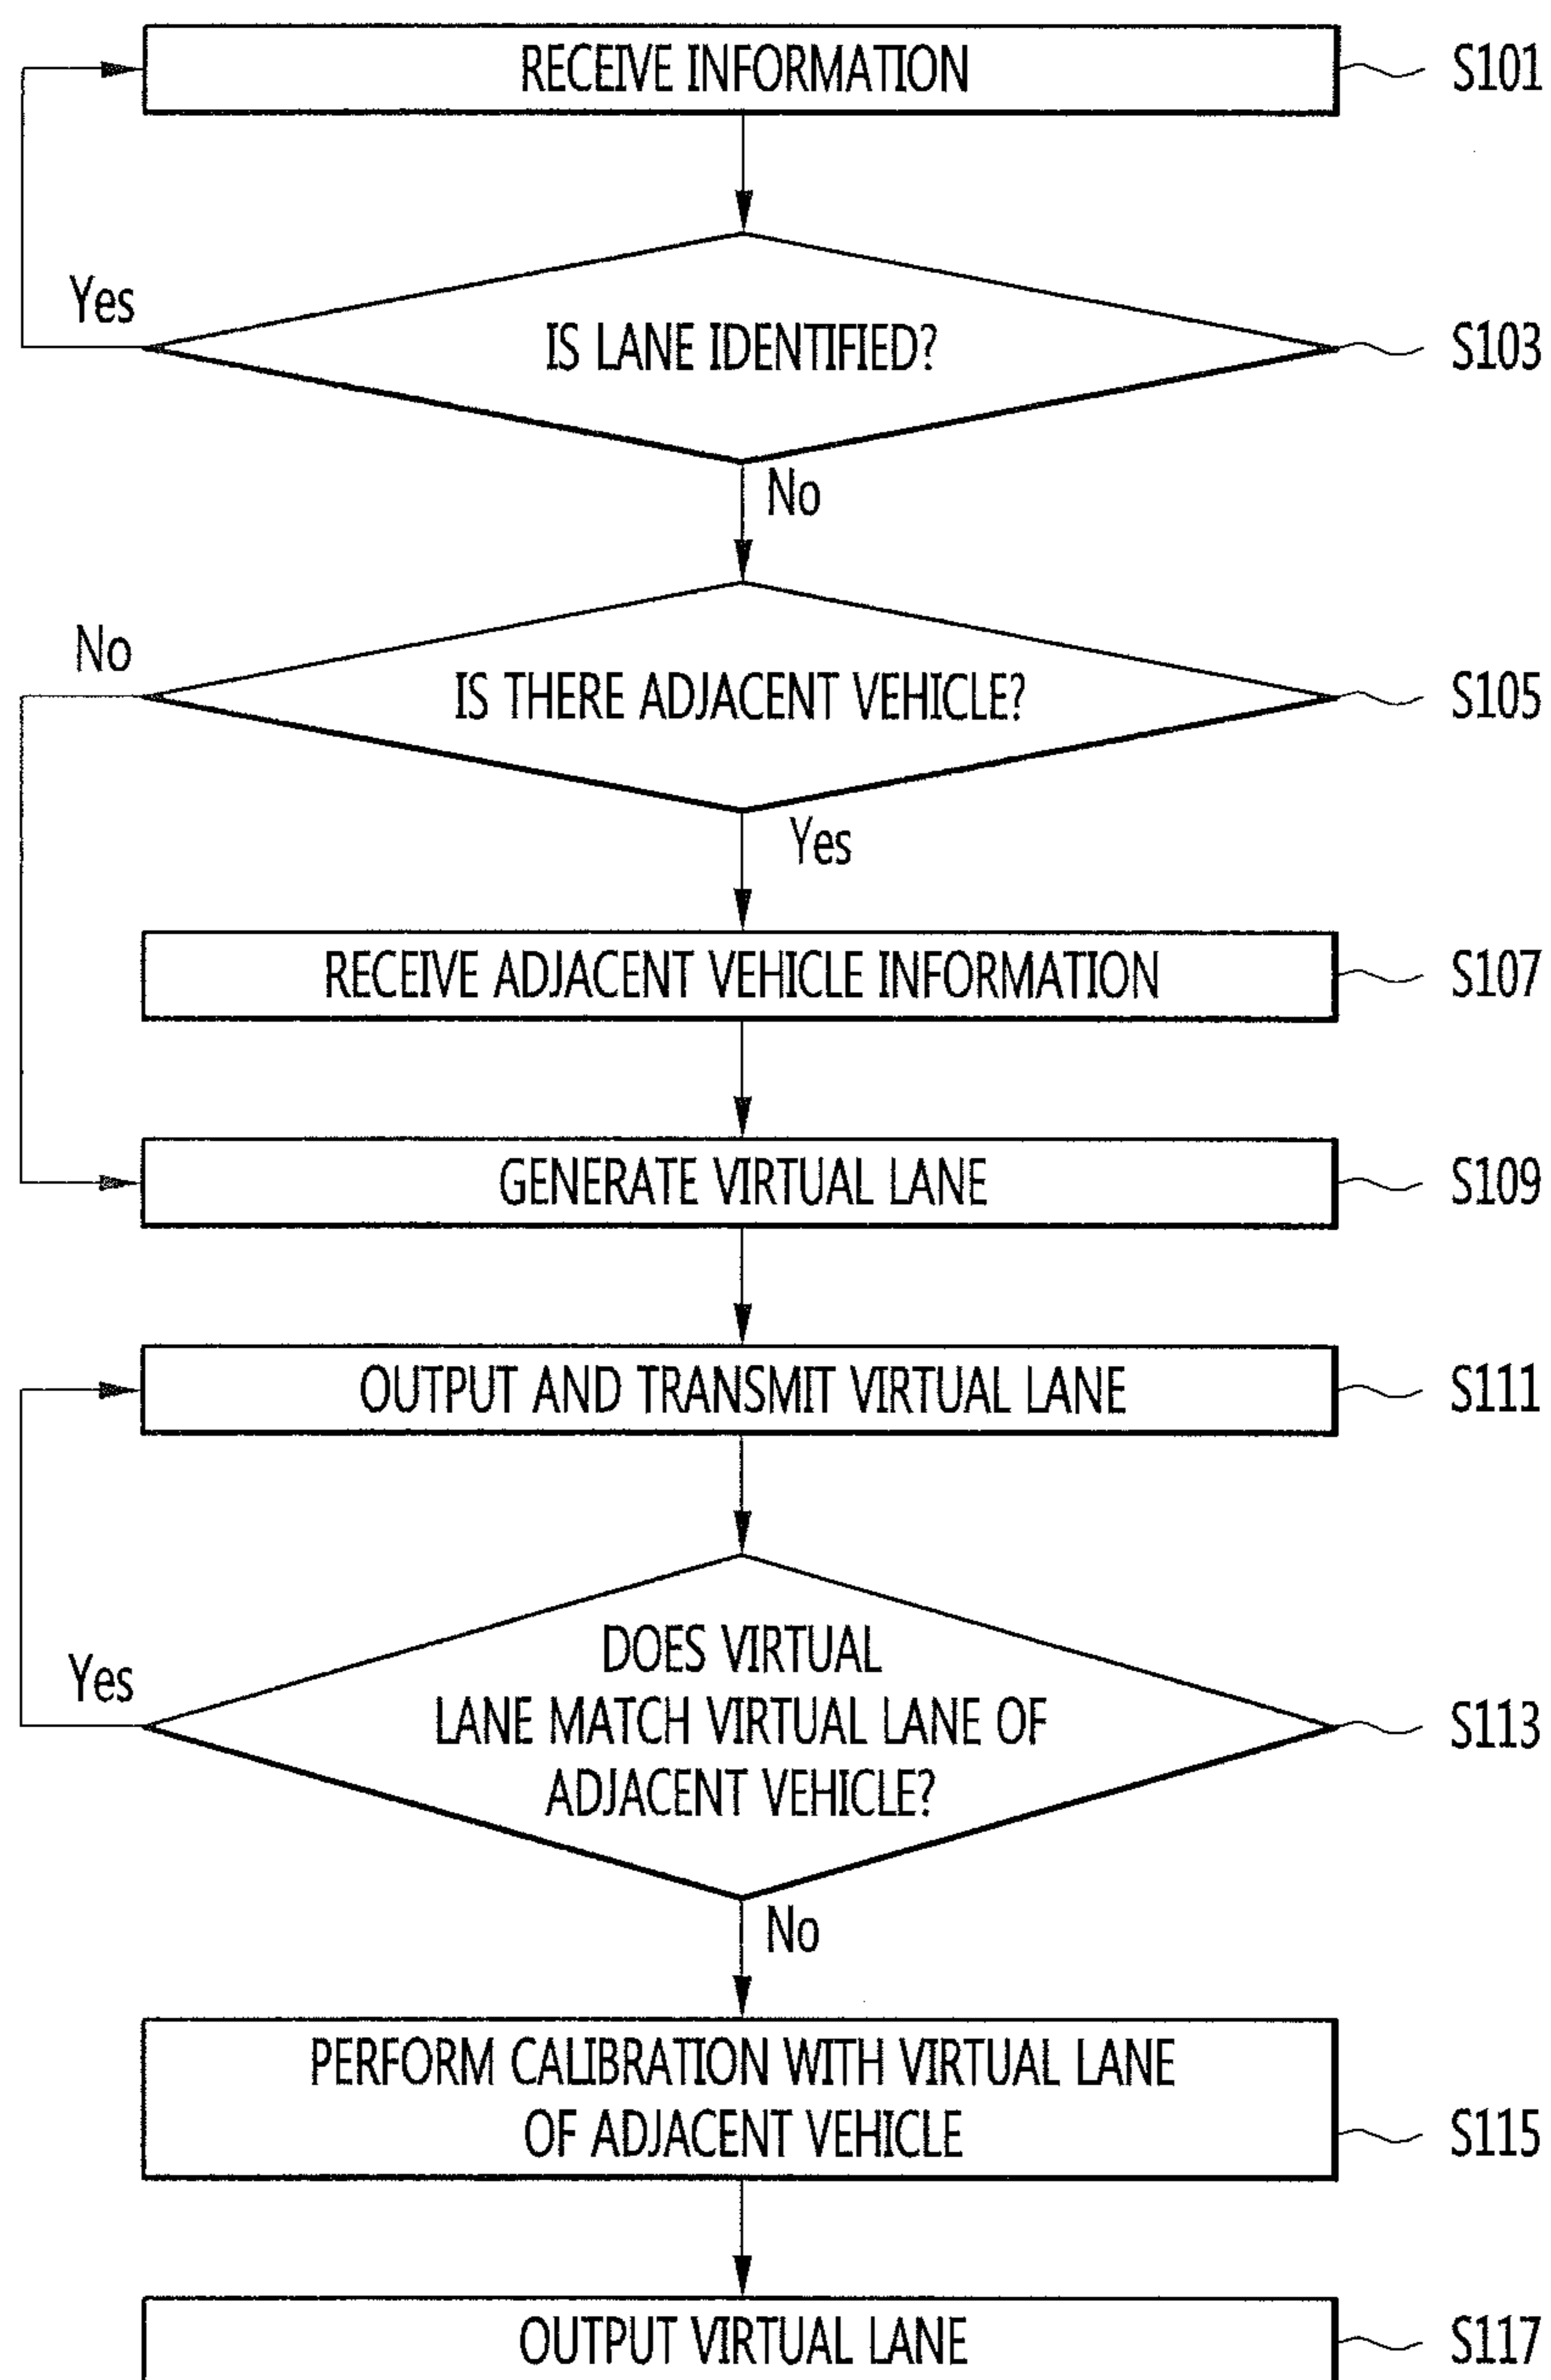 RECEIVE INFORMATION
S101
Yes
IS LANE IDENTIFIED?
S103
No
No
IS THERE ADJACENT VEHICLE?
S105
Yes
RECEIVE ADJACENT VEHICLE INFORMATION
S107
GENERATE VIRTUAL LANE
S109
OUTPUT AND TRANSMIT VIRTUAL LANE
S111
Yes
DOES VIRTUAL
LANE MATCH VIRTUAL LANE OF
ADJACENT VEHICLE?
S113
No
PERFORM CALIBRATION WITH VIRTUAL LANE
OF ADJACENT VEHICLE
S115
OUTPUT VIRTUAL LANE
S117